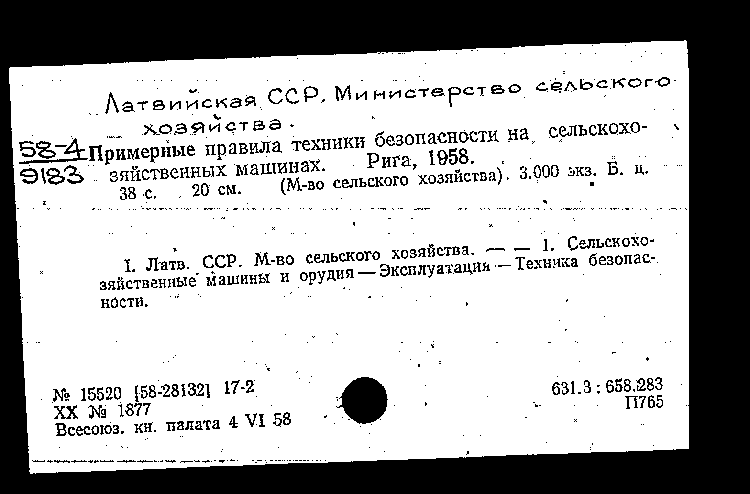 Латвийская ССР. Министерство сельского
хозяйства.
58-4
9183
Примерные правила техники безопасности на сельскохо-
зяйственных машинах. Рига, 1958.
38 с. 20 см. (М-во сельского хозяйства). 3.000 экз. Б. ц.
I. Латв. ССР. М-во сельского хозяйства. — — 1. Сельскохо-
зяйственные машины и орудия — Эксплуатация — Техника безопас-
ности.
№ 15520 [58-28132] 17-2
XX № 1877
Всесоюз. кн. палата 4 VI 58
631.3 : 658.283
П765